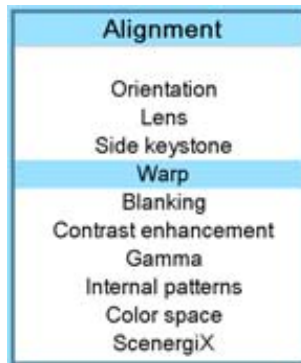 Alignment
Orientation
Lens
Side keystone
Warp
Blanking
Contrast enhancement
Gamma
Internal patterns
Color space
ScenergiX